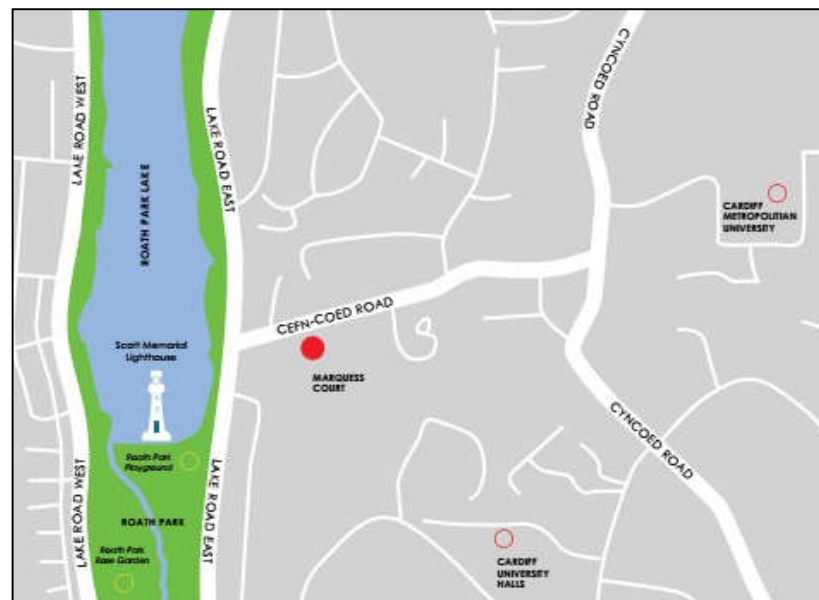 CYNCOED ROAD
LAKE ROAD WEST
LAKE ROAD EAST
ROATH PARK LAKE
CARDIFF
METROPOLITIAN
UNIVERSITY
CEFN-COED ROAD
Scott Memorial
Lighthouse
MARQUESS
COURT
CYNCOED ROAD
Roath Park
Playground
LAKE ROAD WEST
LAKE ROAD EAST
ROATH PARK
Roath Park
Rose Garden
CARDIFF
UNIVERSITY
HALLS